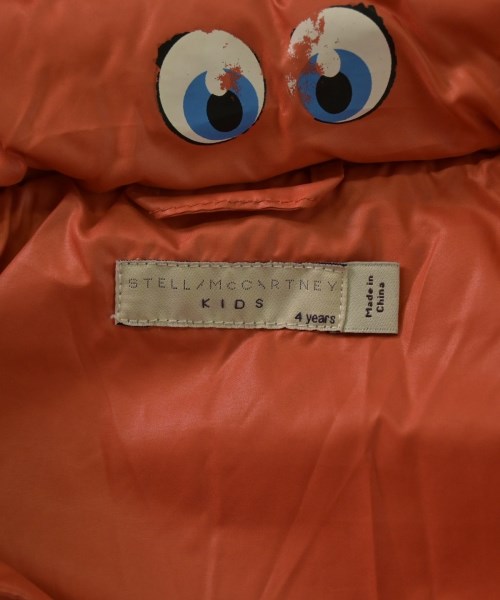 STELLA McCARTNEY
KIDS
4 years
Made in
China